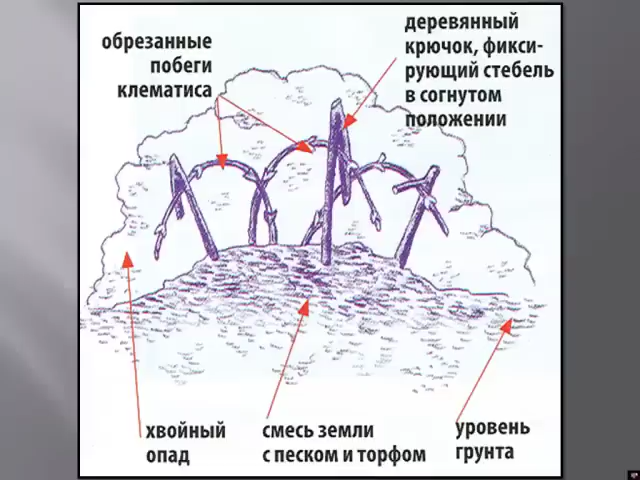 обрезанные
побеги
клематиса
деревянный
крючок, фикси-
рующий стебель
в согнутом
положении
хвойный
опад
смесь земли
с песком и торфом
уровень
грунта